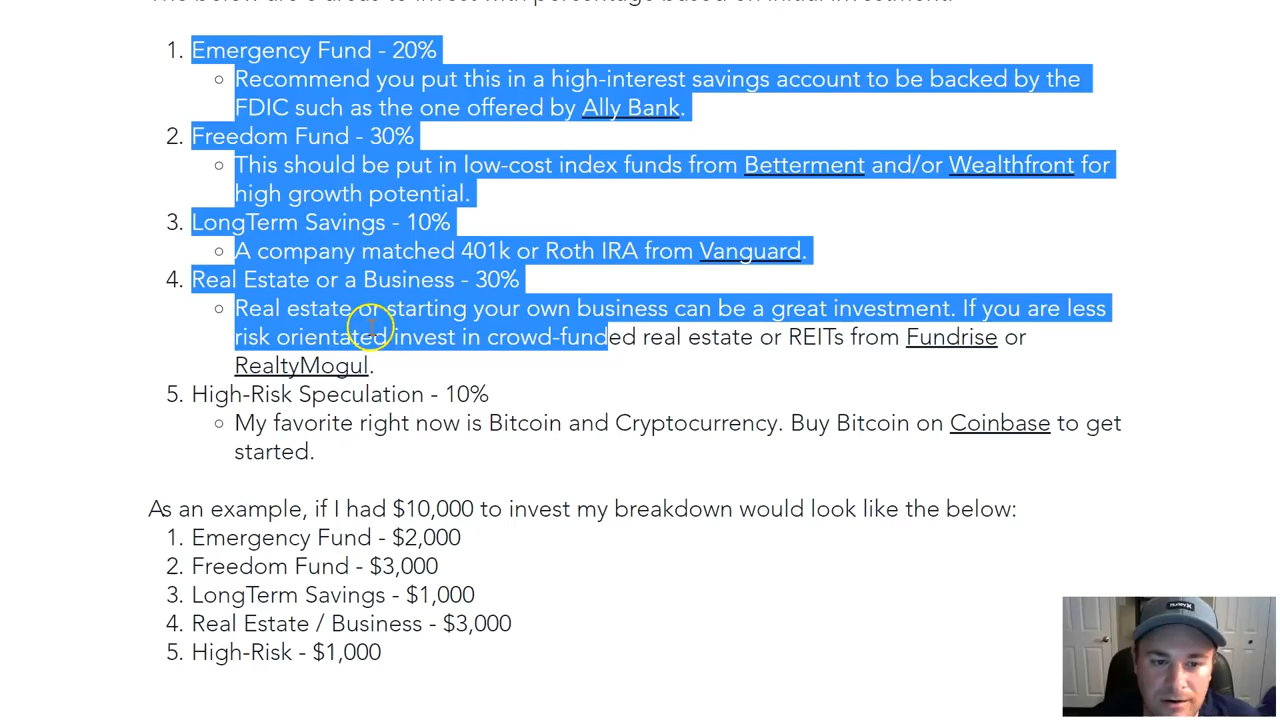 1. Emergency Fund - 20%
○ Recommend you put this in a high-interest savings account to be backed by the
FDIC such as the one offered by Ally Bank.
2. Freedom Fund - 30%
○ This should be put in low-cost index funds from Betterment and/or Wealthfront for
high growth potential.
3. LongTerm Savings - 10%
○ A company matched 401k or Roth IRA from Vanguard.
4. Real Estate or a Business - 30%
○ Real estate or starting your own business can be a great investment. If you are less
risk orientated invest in crowd-funded real estate or REITs from Fundrise or
RealtyMogul.
5. High-Risk Speculation - 10%
○ My favorite right now is Bitcoin and Cryptocurrency. Buy Bitcoin on Coinbase to get
started.
As an example, if I had $10,000 to invest my breakdown would look like the below:
1. Emergency Fund - $2,000
2. Freedom Fund - $3,000
3. LongTerm Savings - $1,000
4. Real Estate / Business - $3,000
5. High-Risk - $1,000